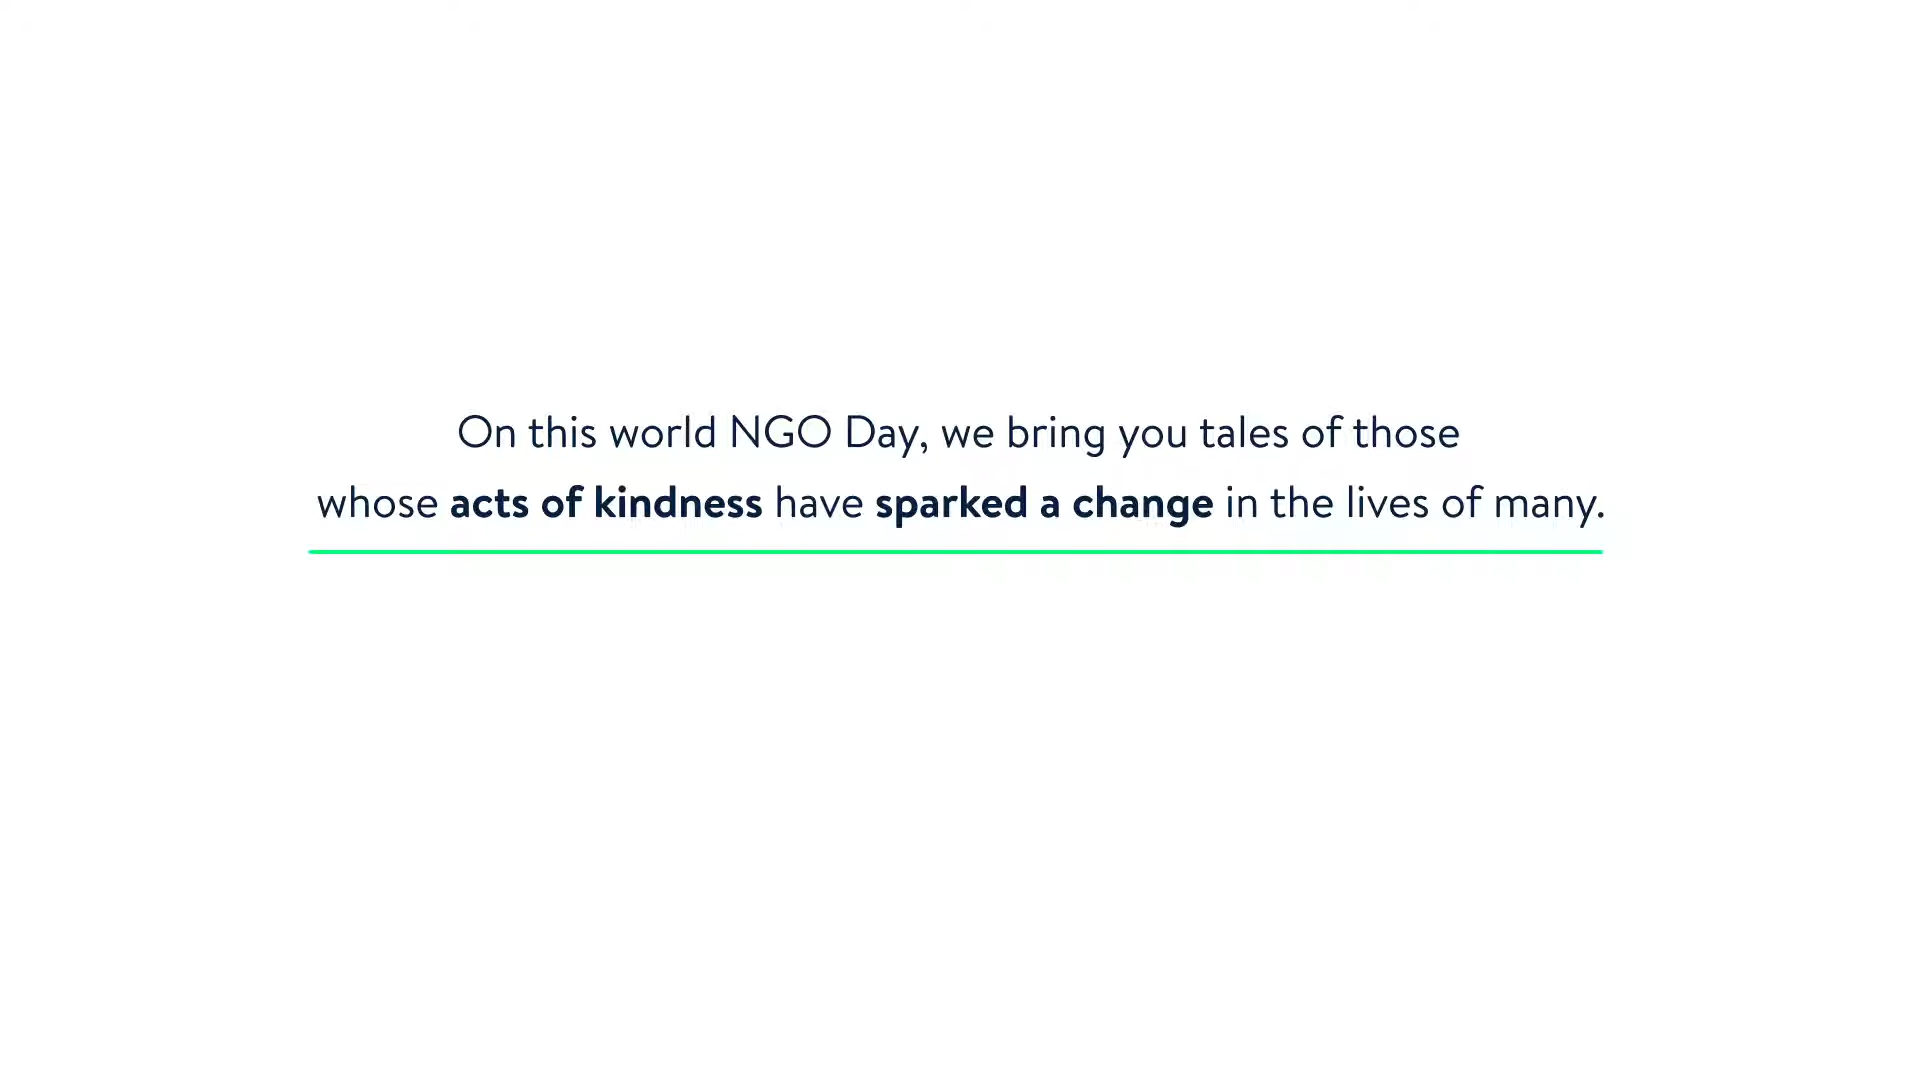 On this world NGO Day, we bring you tales of those
whose acts of kindness have sparked a change in the lives of many.